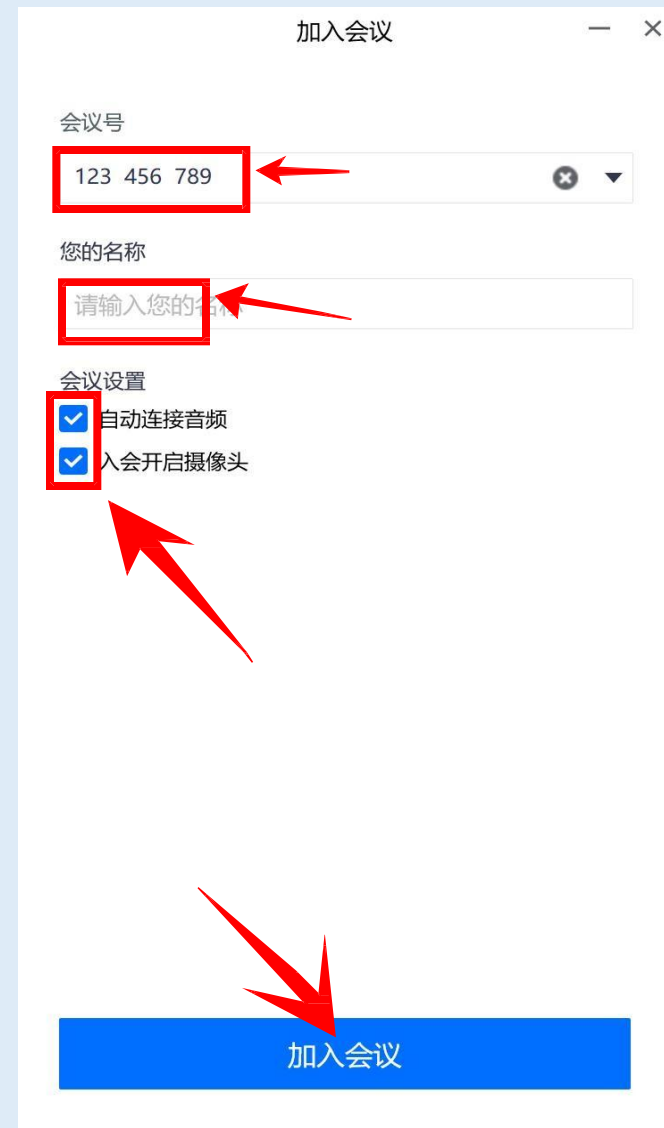 加入会议
会议号
123 456 789
您的名称
请输入您的名称
会议设置
自动连接音频
入会开启摄像头
加入会议